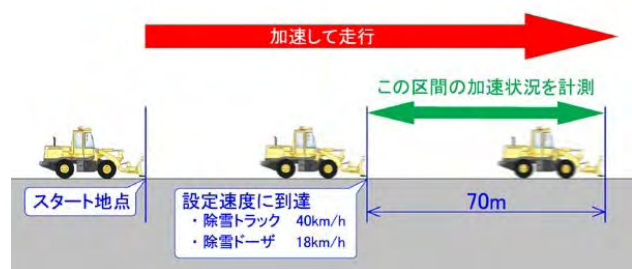 加速して走行
この区間の加速状況を計測
スタート地点
設定速度に到達
・除雪トラック 40km/h
・除雪ドーザ 18km/h
70m